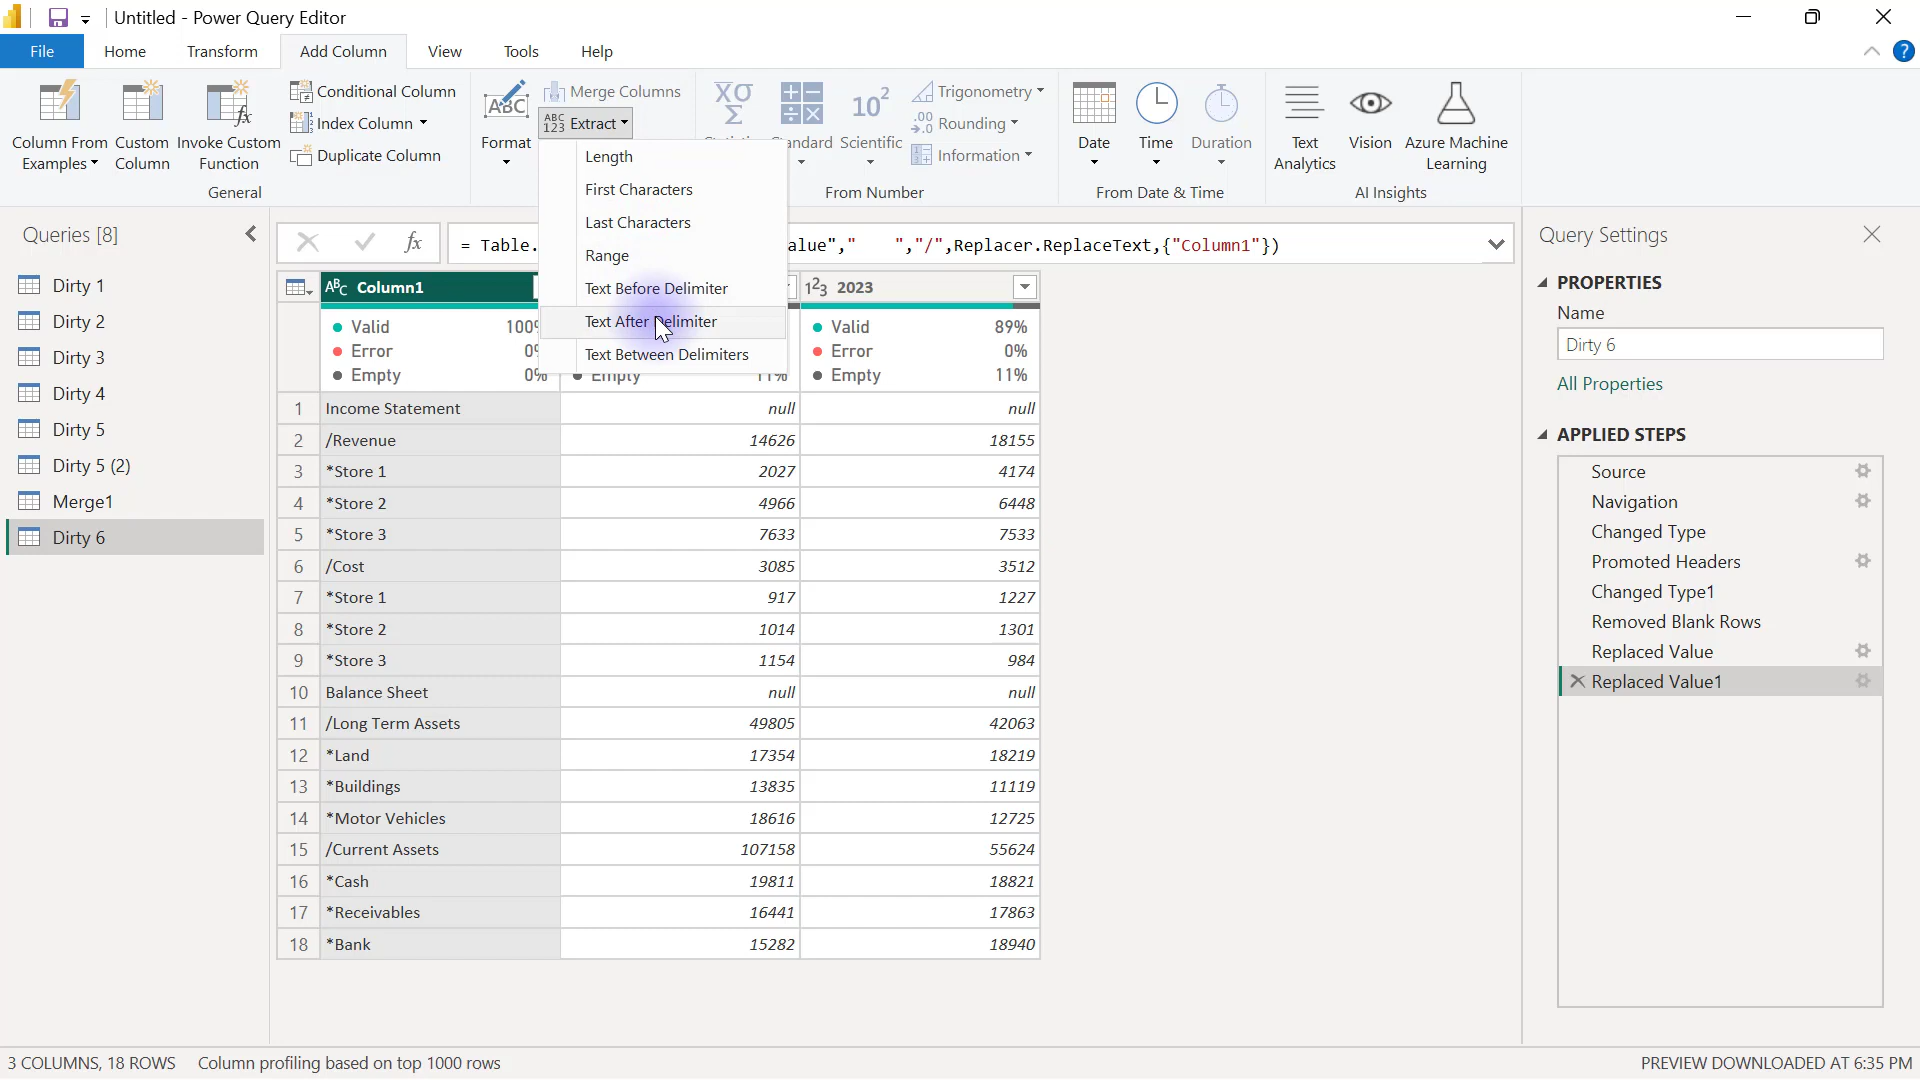 Untitled - Power Query Editor
File Home Transform Add Column View Tools Help
Column From Examples
Custom Column
Invoke Custom Function
Conditional Column
Index Column
Duplicate Column
General
Format
Merge Columns
ABC 123 Extract
Length
First Characters
Last Characters
Range
Text Before Delimiter
Text After Delimiter
Text Between Delimiters
Scientific
Trigonometry
Rounding
Information
From Number
Date
Time
Duration
From Date & Time
Text Analytics
Vision
Azure Machine Learning
AI Insights
Queries [8]
Dirty 1
Dirty 2
Dirty 3
Dirty 4
Dirty 5
Dirty 5 (2)
Merge1
Dirty 6
fx = Table. alue","    ","/",Replacer.ReplaceText,{"Column1"})
ABC Column1 123 2023
Valid 100% Valid 89%
Error 0% Error 0%
Empty 0% Empty 11% Empty 11%
1 Income Statement null null
2 /Revenue 14626 18155
3 *Store 1 2027 4174
4 *Store 2 4966 6448
5 *Store 3 7633 7533
6 /Cost 3085 3512
7 *Store 1 917 1227
8 *Store 2 1014 1301
9 *Store 3 1154 984
10 Balance Sheet null null
11 /Long Term Assets 49805 42063
12 *Land 17354 18219
13 *Buildings 13835 11119
14 *Motor Vehicles 18616 12725
15 /Current Assets 107158 55624
16 *Cash 19811 18821
17 *Receivables 16441 17863
18 *Bank 15282 18940
Query Settings
PROPERTIES
Name
Dirty 6
All Properties
APPLIED STEPS
Source
Navigation
Changed Type
Promoted Headers
Changed Type1
Removed Blank Rows
Replaced Value
Replaced Value1
3 COLUMNS, 18 ROWS Column profiling based on top 1000 rows
PREVIEW DOWNLOADED AT 6:35 PM